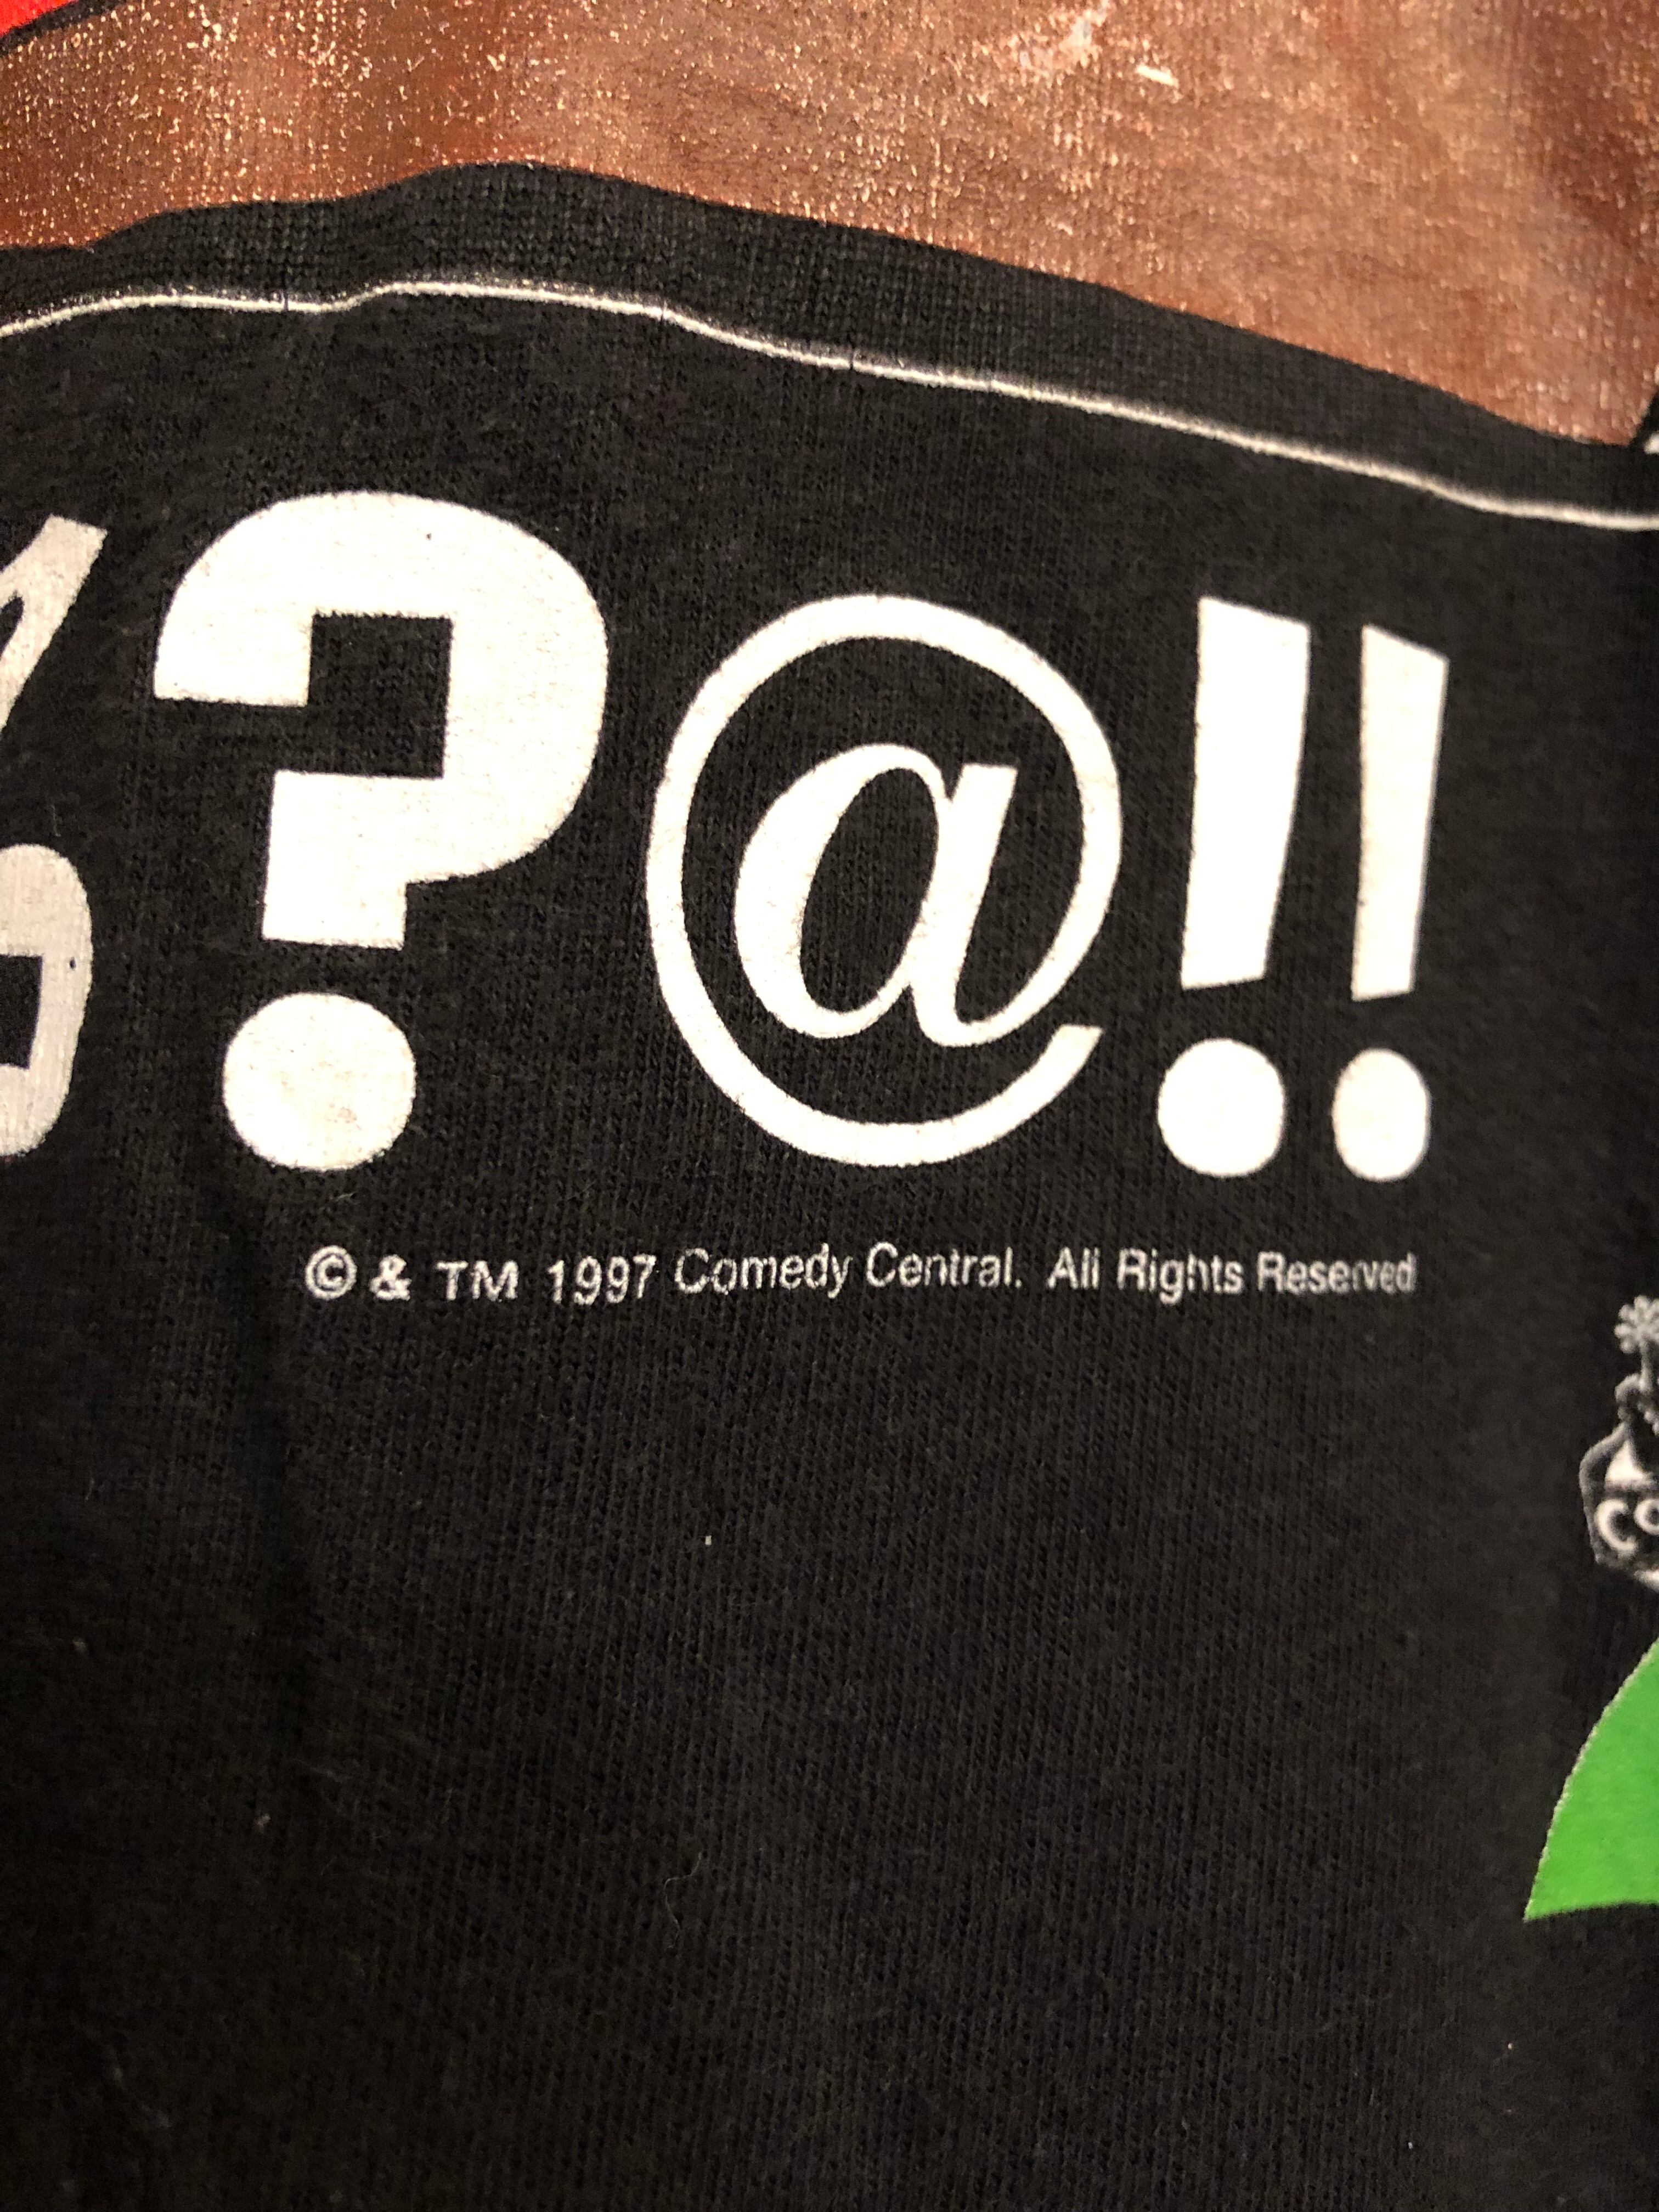 %?@!!
© & TM 1997 Comedy Central. All Rights Reserved